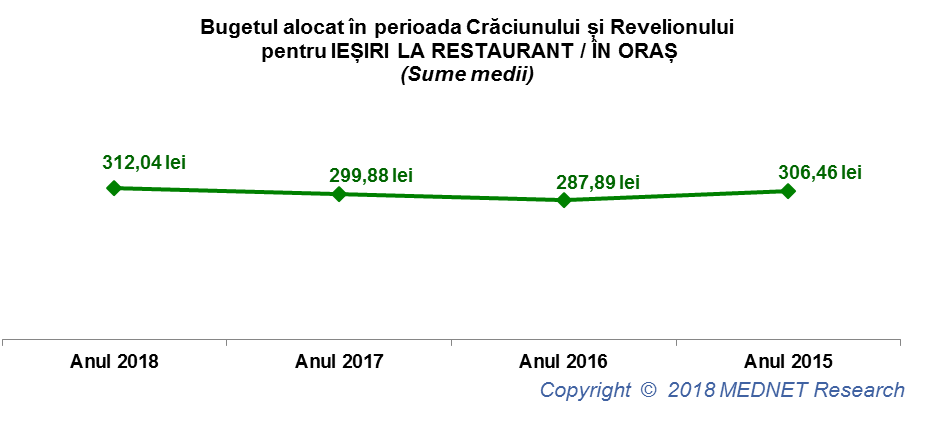 Bugetul alocat în perioada Crăciunului și Revelionului
pentru IEȘIRI LA RESTAURANT / ÎN ORAȘ
(Sume medii)
312,04 lei
299,88 lei
287,89 lei
306,46 lei
Anul 2018
Anul 2017
Anul 2016
Anul 2015
Copyright © 2018 MEDNET Research